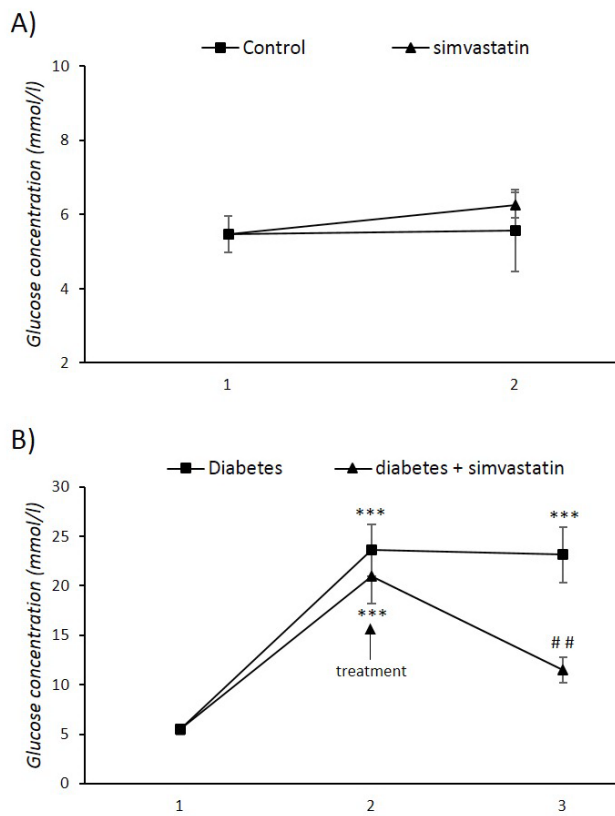 A)
Control simvastatin
10
8
6
4
2
Glucose concentration (mmol/l)
1 2
B)
Diabetes diabetes + simvastatin
30
25
20
15
10
5
0
Glucose concentration (mmol/l)
*** ***
***
treatment
##
1 2 3